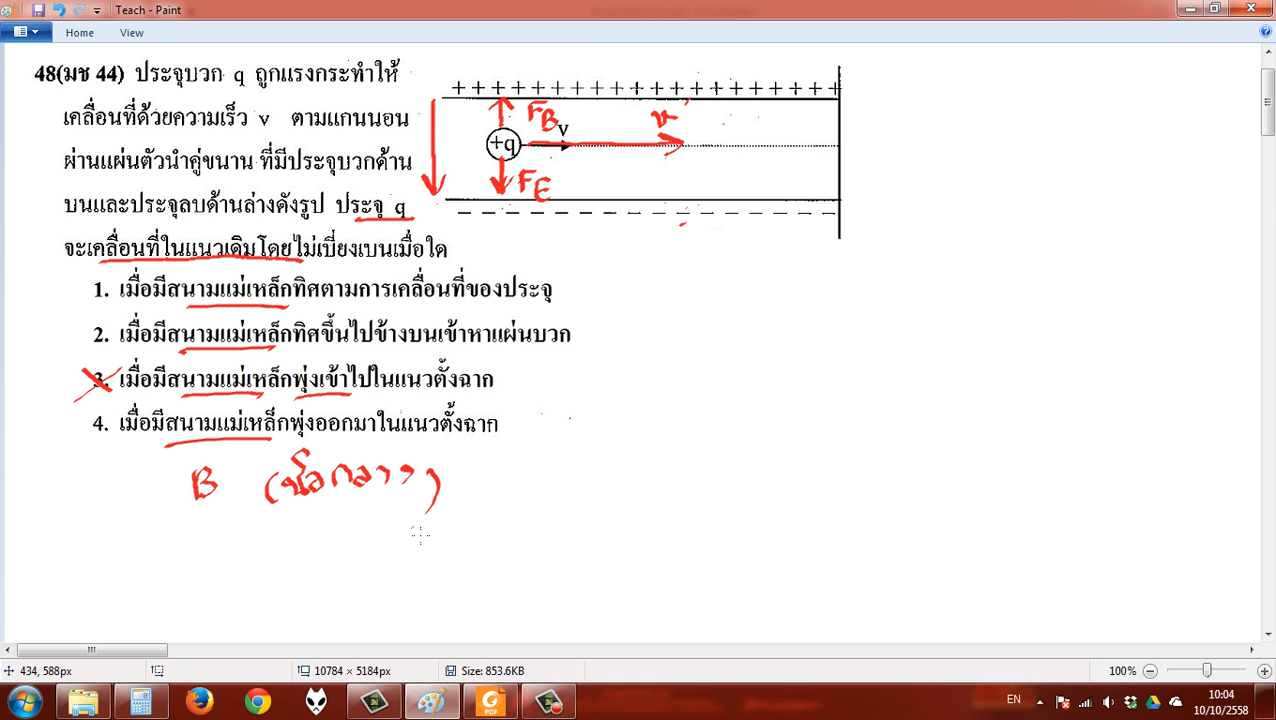 Teach - Paint
Home View
48(มช 44) ประจุบวก q ถูกแรงกระทำให้
เคลื่อนที่ด้วยความเร็ว v ตามแกนนอน
ผ่านแผ่นตัวนำคู่ขนาน ที่มีประจุบวกด้าน
บนและประจุลบด้านล่างดังรูป ประจุ q
จะเคลื่อนที่ในแนวเดิมโดยไม่เบี่ยงเบนเมื่อใด
+ + + + + + + + + + + + + + + + + + +
F_B
v
+q
F_E
1. เมื่อมีสนามแม่เหล็กทิศตามการเคลื่อนที่ของประจุ
2. เมื่อมีสนามแม่เหล็กทิศขึ้นไปข้างบนเข้าหาแผ่นบวก
3. เมื่อมีสนามแม่เหล็กพุ่งเข้าไปในแนวตั้งฉาก
4. เมื่อมีสนามแม่เหล็กพุ่งออกมาในแนวตั้งฉาก
B
434, 588px
10784 × 5184px
Size: 853.6KB
100%
PDF
EN
10:04
10/10/2558